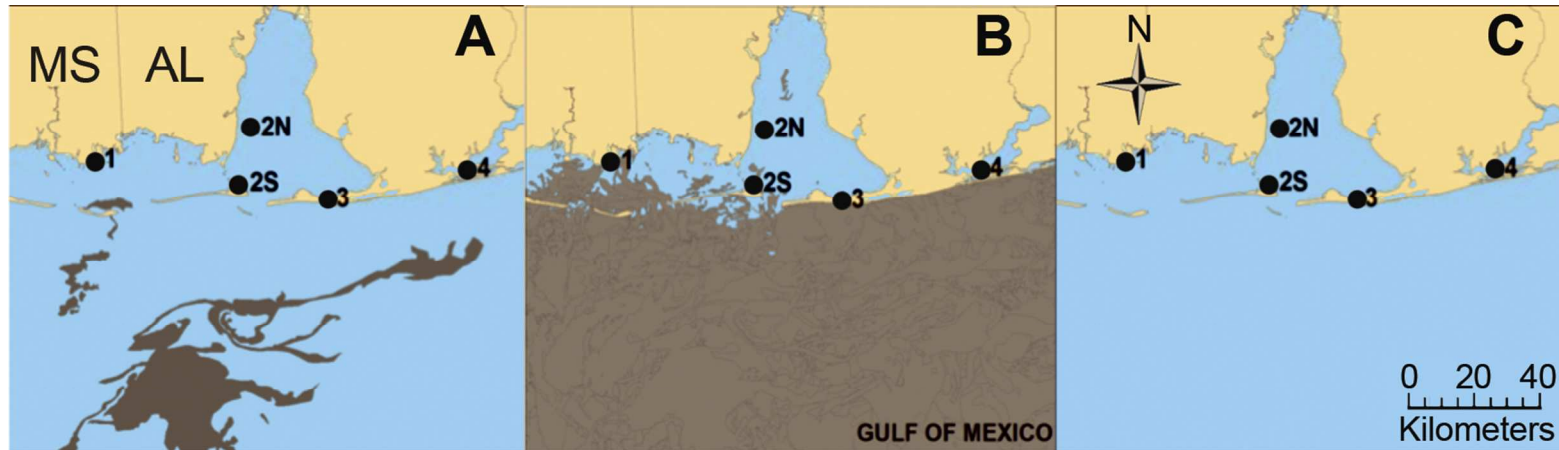 A
MS AL
2N
1
2S
4
3
B
2N
1
2S
4
3
GULF OF MEXICO
N
C
2N
1
2S
4
3
0 20 40
Kilometers